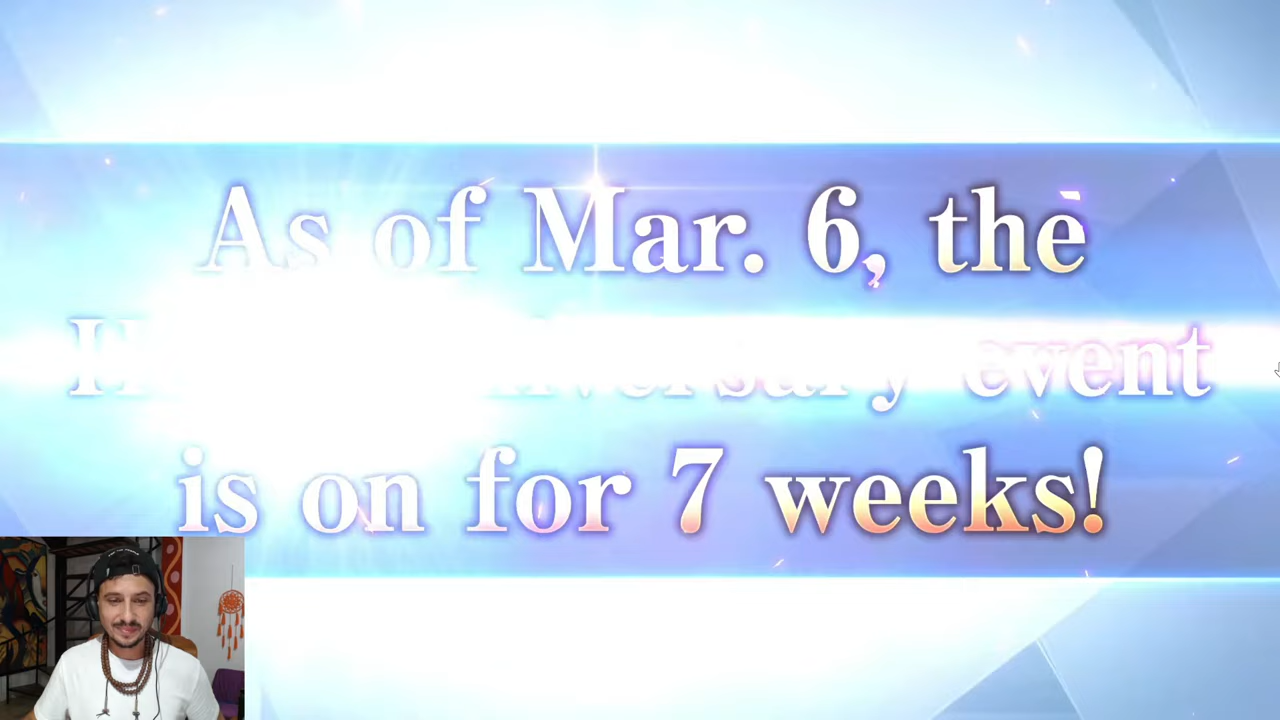 As of Mar. 6, the
event
is on for 7 weeks!